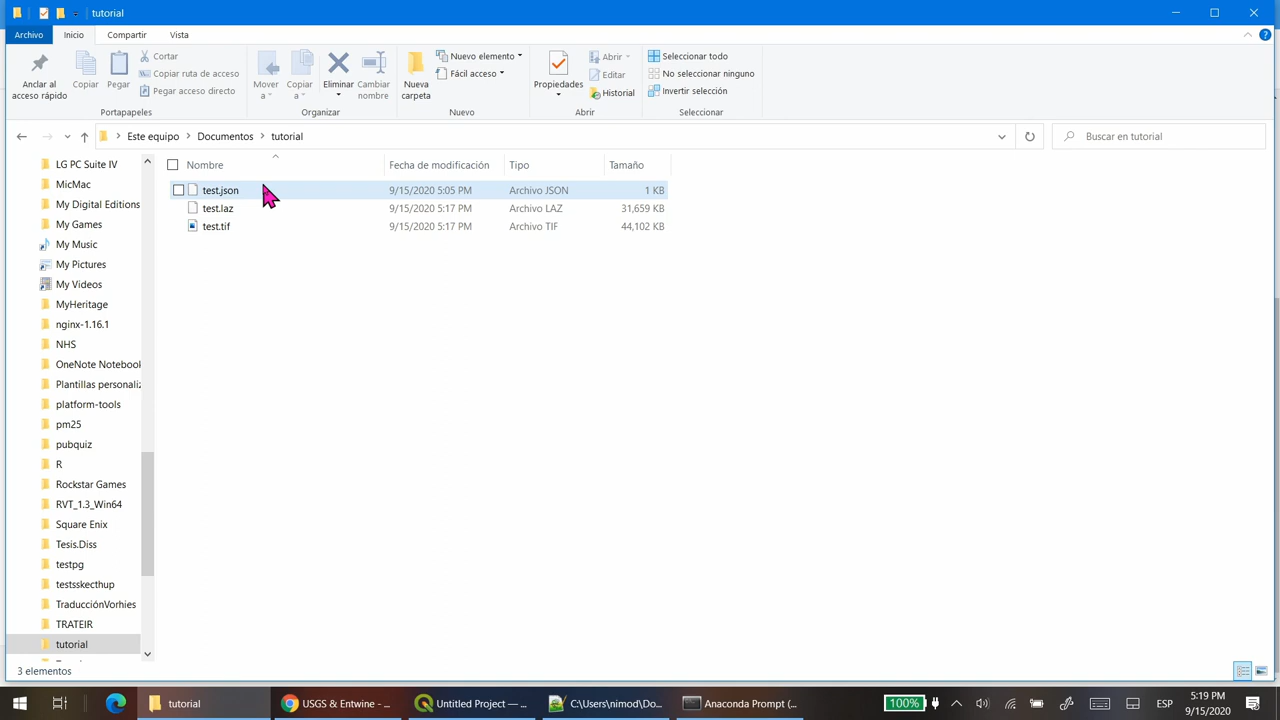 tutorial
Archivo Inicio Compartir Vista
Anclar al acceso rápido
Copiar
Pegar
Cortar
Copiar ruta de acceso
Pegar acceso directo
Portapapeles
Mover a
Copiar a
Eliminar
Cambiar nombre
Organizar
Nueva carpeta
Nuevo elemento
Fácil acceso
Nuevo
Propiedades
Abrir
Editar
Historial
Abrir
Seleccionar todo
No seleccionar ninguno
Invertir selección
Seleccionar
Este equipo > Documentos > tutorial
Buscar en tutorial
Nombre Fecha de modificación Tipo Tamaño
test.json 9/15/2020 5:05 PM Archivo JSON 1 KB
test.laz 9/15/2020 5:17 PM Archivo LAZ 31,659 KB
test.tif 9/15/2020 5:17 PM Archivo TIF 44,102 KB
LG PC Suite IV
MicMac
My Digital Editions
My Games
My Music
My Pictures
My Videos
MyHeritage
nginx-1.16.1
NHS
OneNote Notebook
Plantillas personaliz
platform-tools
pm25
pubquiz
R
Rockstar Games
RVT_1.3_Win64
Square Enix
Tesis.Diss
testpg
testsskecthup
TraducciónVorhies
TRATEIR
tutorial
3 elementos
tutorial
USGS & Entwine - ...
Untitled Project — ...
C:\Users\nimod\Do...
Anaconda Prompt (...
100%
ESP
5:19 PM
9/15/2020